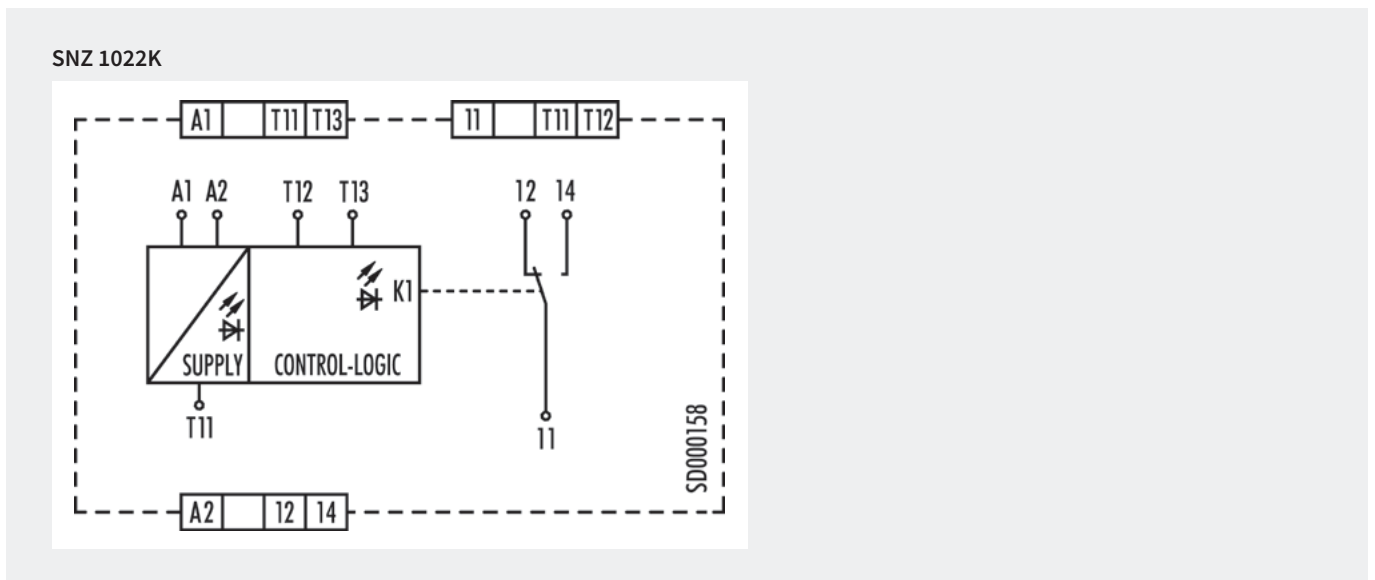 SNZ 1022K
A1 T11 T13 11 T11 T12
A1 A2 T12 T13 12 14
K1
SUPPLY CONTROL-LOGIC
T11 11
SD000158
A2 12 14